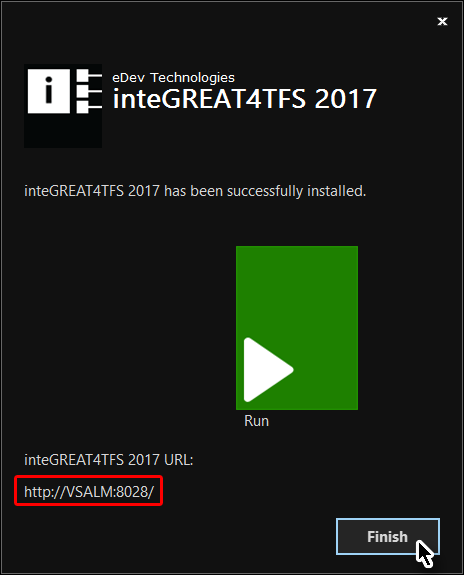 eDev Technologies
inteGREAT4TFS 2017
inteGREAT4TFS 2017 has been successfully installed.
Run
inteGREAT4TFS 2017 URL:
http://VSALM:8028/
Finish